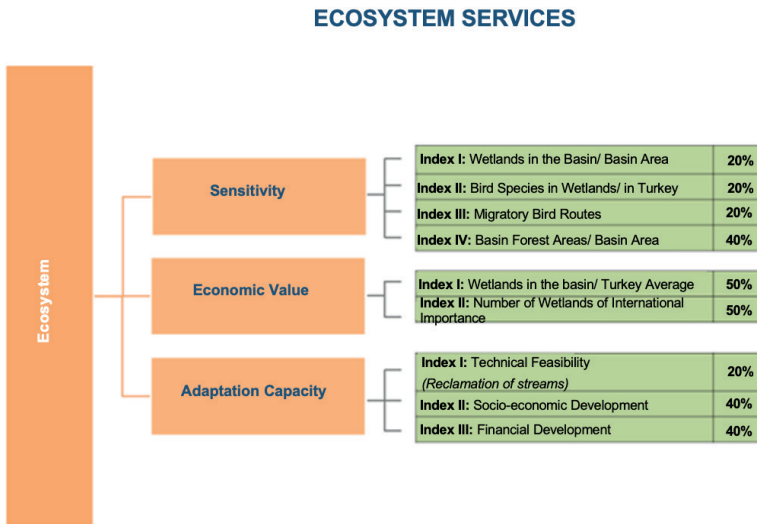 ECOSYSTEM SERVICES
Ecosystem
Sensitivity
Index I: Wetlands in the Basin/ Basin Area 20%
Index II: Bird Species in Wetlands/ in Turkey 20%
Index III: Migratory Bird Routes 20%
Index IV: Basin Forest Areas/ Basin Area 40%
Economic Value
Index I: Wetlands in the basin/ Turkey Average 50%
Index II: Number of Wetlands of International
Importance 50%
Adaptation Capacity
Index I: Technical Feasibility
(Reclamation of streams) 20%
Index II: Socio-economic Development 40%
Index III: Financial Development 40%